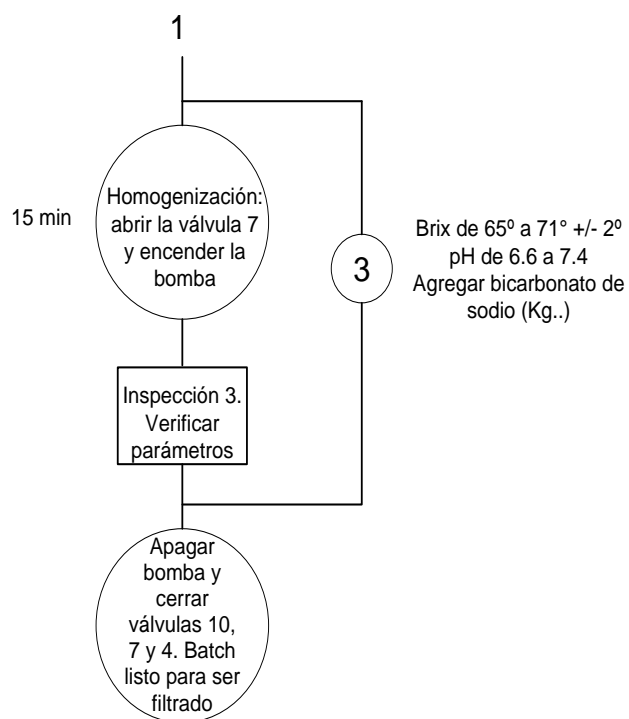 1
15 min
Homogenización:
abrir la válvula 7
y encender la
bomba
3
Brix de 65º a 71° +/- 2º
pH de 6.6 a 7.4
Agregar bicarbonato de
sodio (Kg..)
Inspección 3.
Verificar
parámetros
Apagar
bomba y
cerrar
válvulas 10,
7 y 4. Batch
listo para ser
filtrado